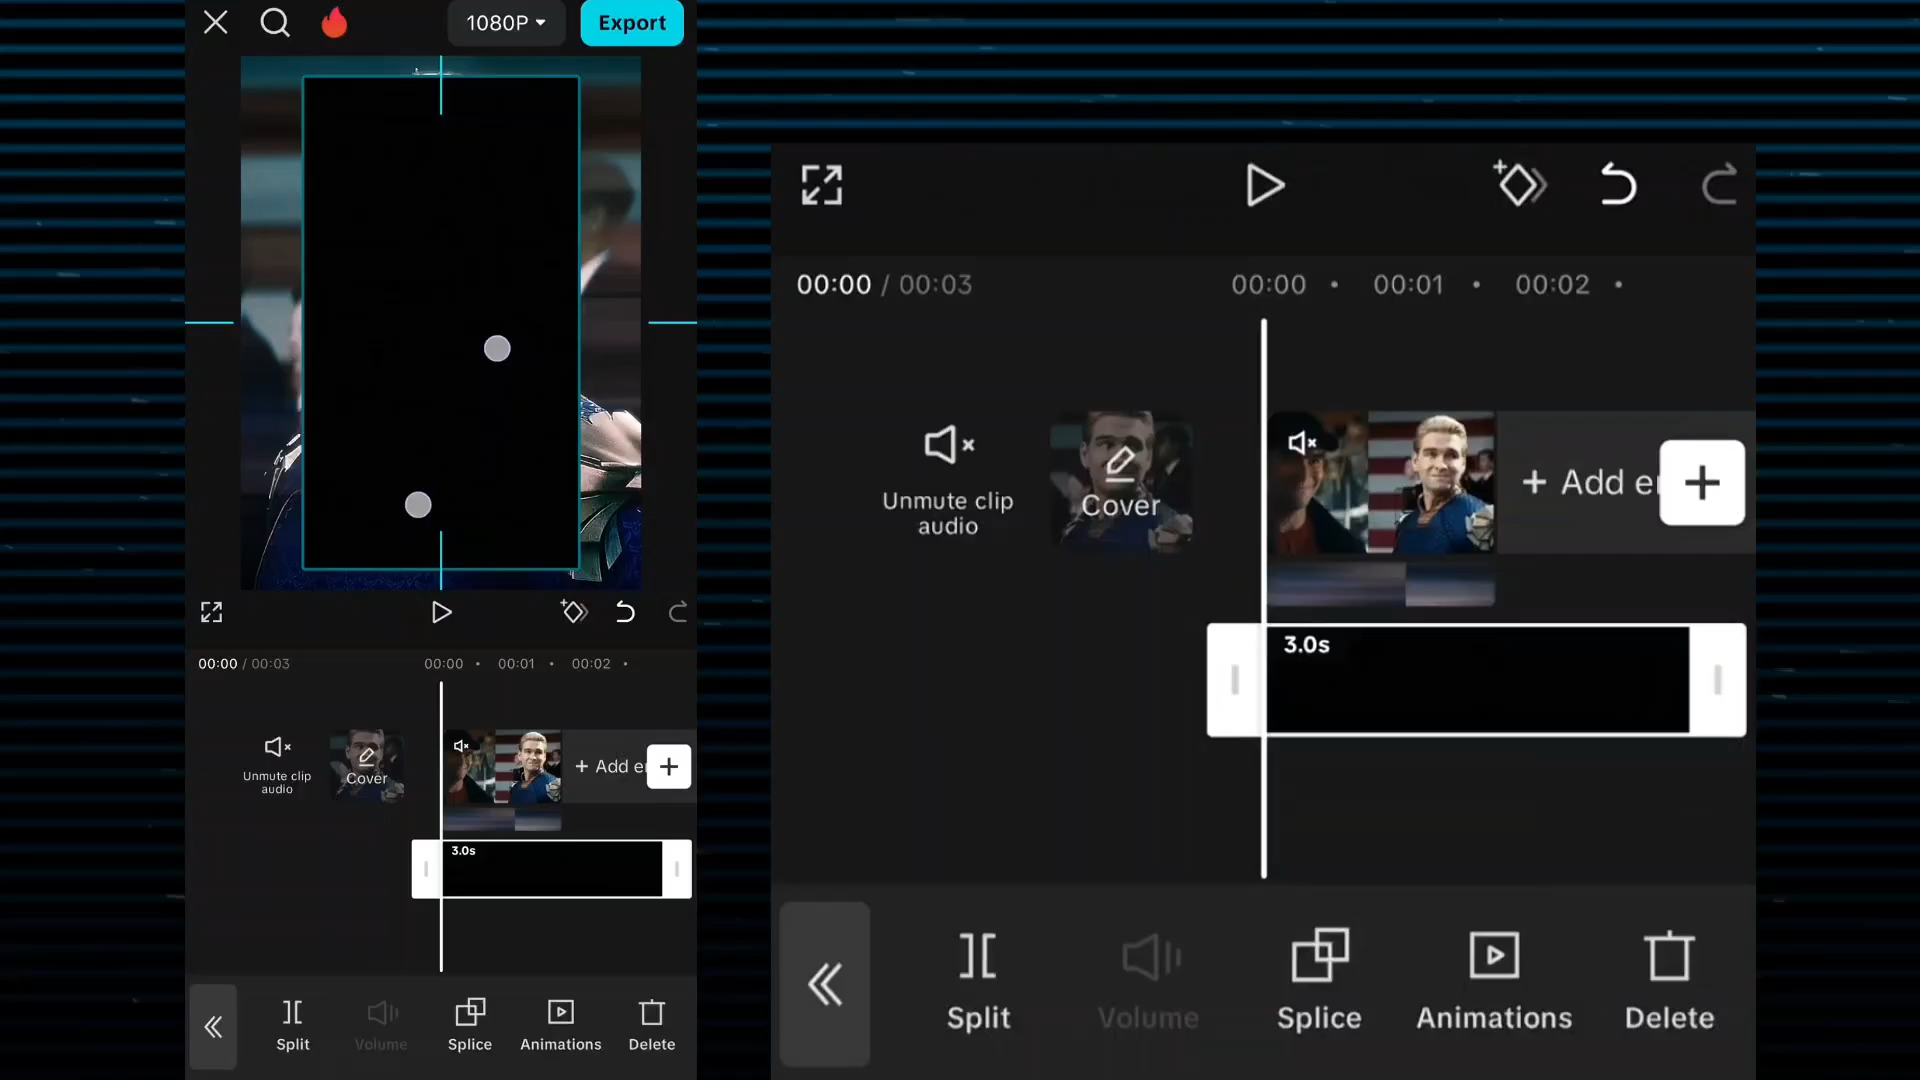 1080P
Export
00:00 / 00:03
00:00
00:01
00:02
Unmute clip
audio
Cover
+ Add e
3.0s
Split
Volume
Splice
Animations
Delete
00:00 / 00:03
00:00
00:01
00:02
Unmute clip
audio
Cover
+ Add e
3.0s
Split
Volume
Splice
Animations
Delete